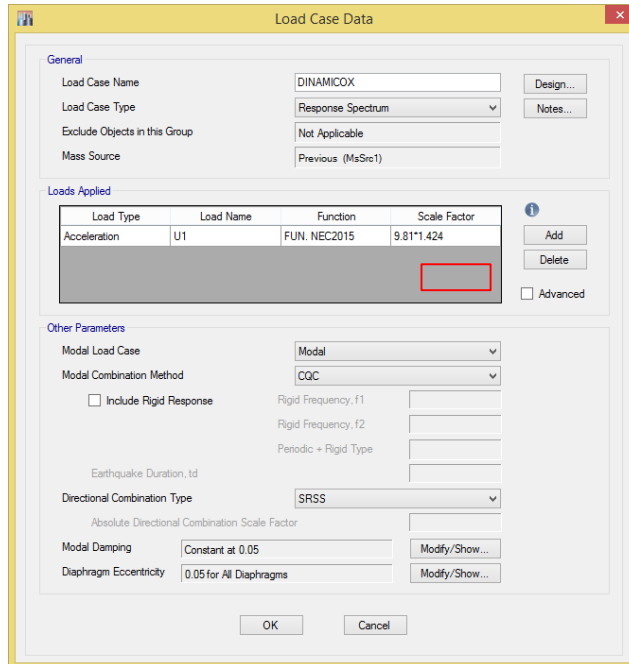 Load Case Data
General
Load Case Name DINAMICOX Design...
Load Case Type Response Spectrum Notes...
Exclude Objects in this Group Not Applicable
Mass Source Previous (MsSrc1)
Loads Applied
Load Type Load Name Function Scale Factor
Acceleration U1 FUN. NEC2015 9.81*1.424 Add
Delete
Advanced
Other Parameters
Modal Load Case Modal
Modal Combination Method CQC
Include Rigid Response Rigid Frequency, f1
Rigid Frequency, f2
Periodic + Rigid Type
Earthquake Duration, td
Directional Combination Type SRSS
Absolute Directional Combination Scale Factor
Modal Damping Constant at 0.05 Modify/Show...
Diaphragm Eccentricity 0.05 for All Diaphragms Modify/Show...
OK Cancel